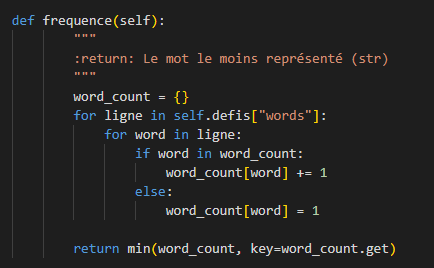 def frequence(self):
        """
        :return: Le mot le moins représenté (str)
        """
        word_count = {}
        for ligne in self.defis["words"]:
            for word in ligne:
                if word in word_count:
                    word_count[word] += 1
                else:
                    word_count[word] = 1

        return min(word_count, key=word_count.get)